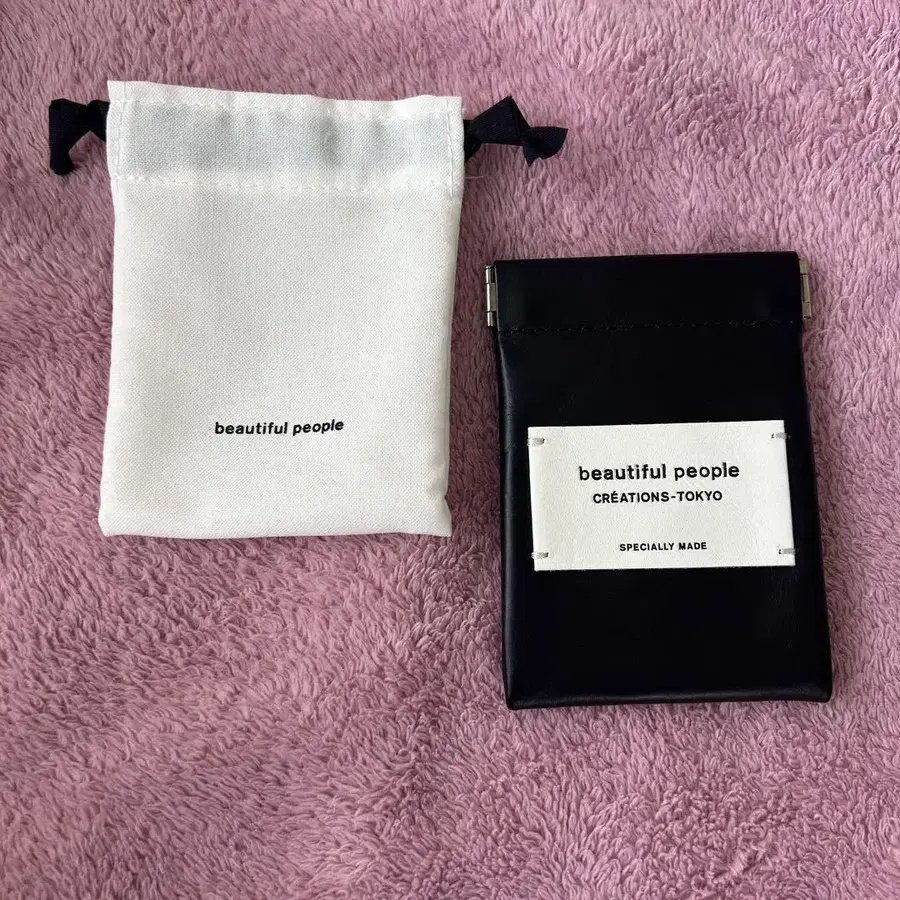 beautiful people
beautiful people
CRÉATIONS-TOKYO
SPECIALLY MADE